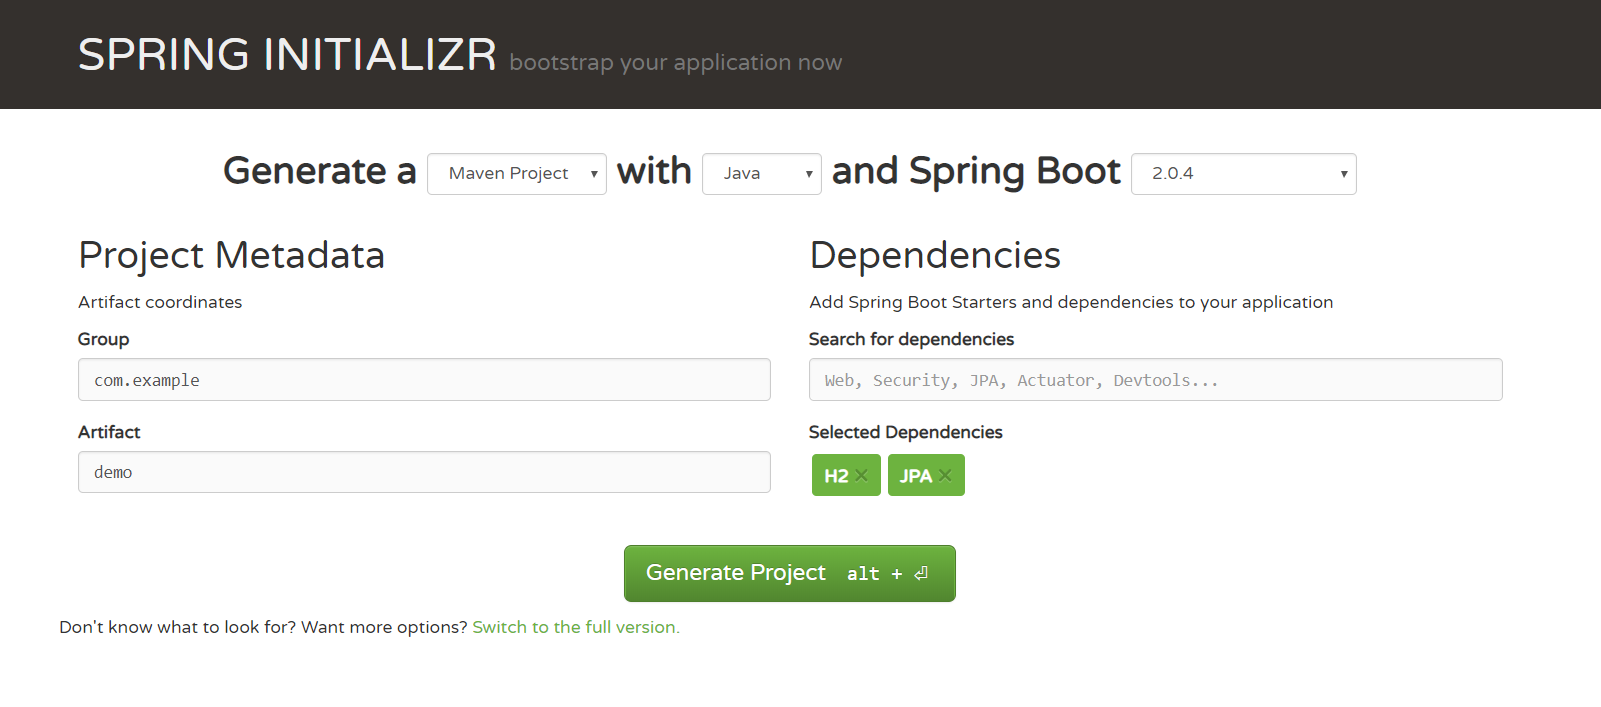 SPRING INITIALIZR bootstrap your application now
Generate a Maven Project with Java and Spring Boot 2.0.4
Project Metadata
Artifact coordinates
Group
com.example
Artifact
demo
Dependencies
Add Spring Boot Starters and dependencies to your application
Search for dependencies
Web, Security, JPA, Actuator, Devtools...
Selected Dependencies
H2 × JPA ×
Generate Project alt + ⏎
Don't know what to look for? Want more options? Switch to the full version.